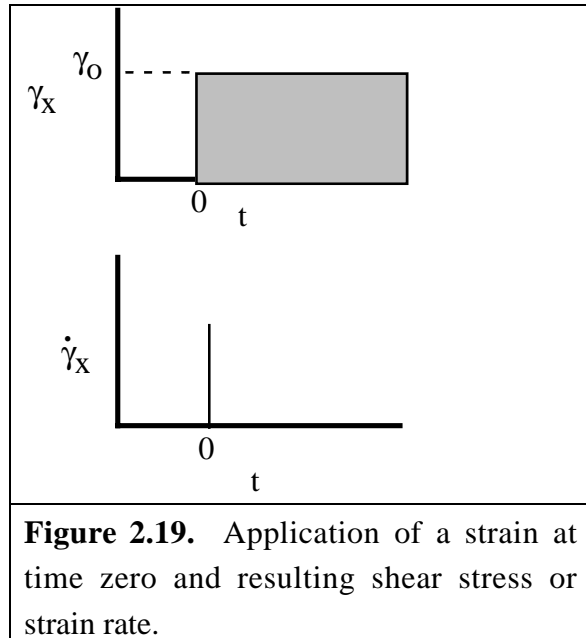 γₒ
γₓ
0
t
γ̇ₓ
0
t
Figure 2.19. Application of a strain at
time zero and resulting shear stress or
strain rate.